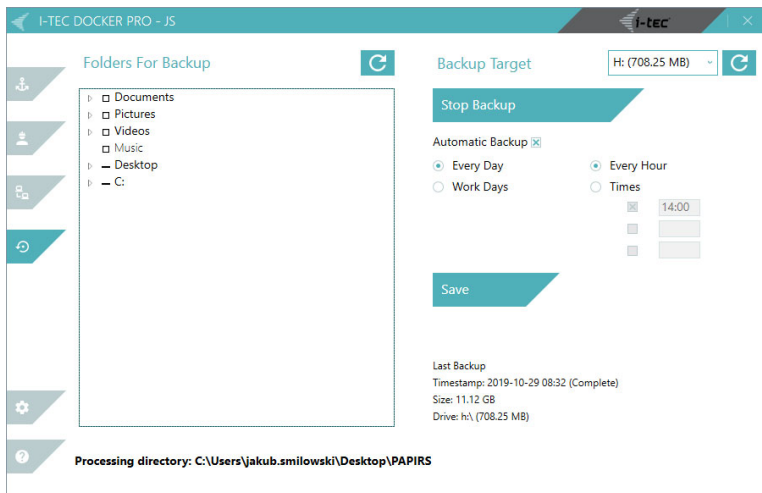 I-TEC DOCKER PRO - JS
i-tec
Folders For Backup
Documents
Pictures
Videos
Music
Desktop
C:
Backup Target
H: (708.25 MB)
Stop Backup
Automatic Backup
Every Day
Every Hour
Work Days
Times
14:00
Save
Last Backup
Timestamp: 2019-10-29 08:32 (Complete)
Size: 11.12 GB
Drive: h:\ (708.25 MB)
Processing directory: C:\Users\jakub.smilowski\Desktop\PAPIRS